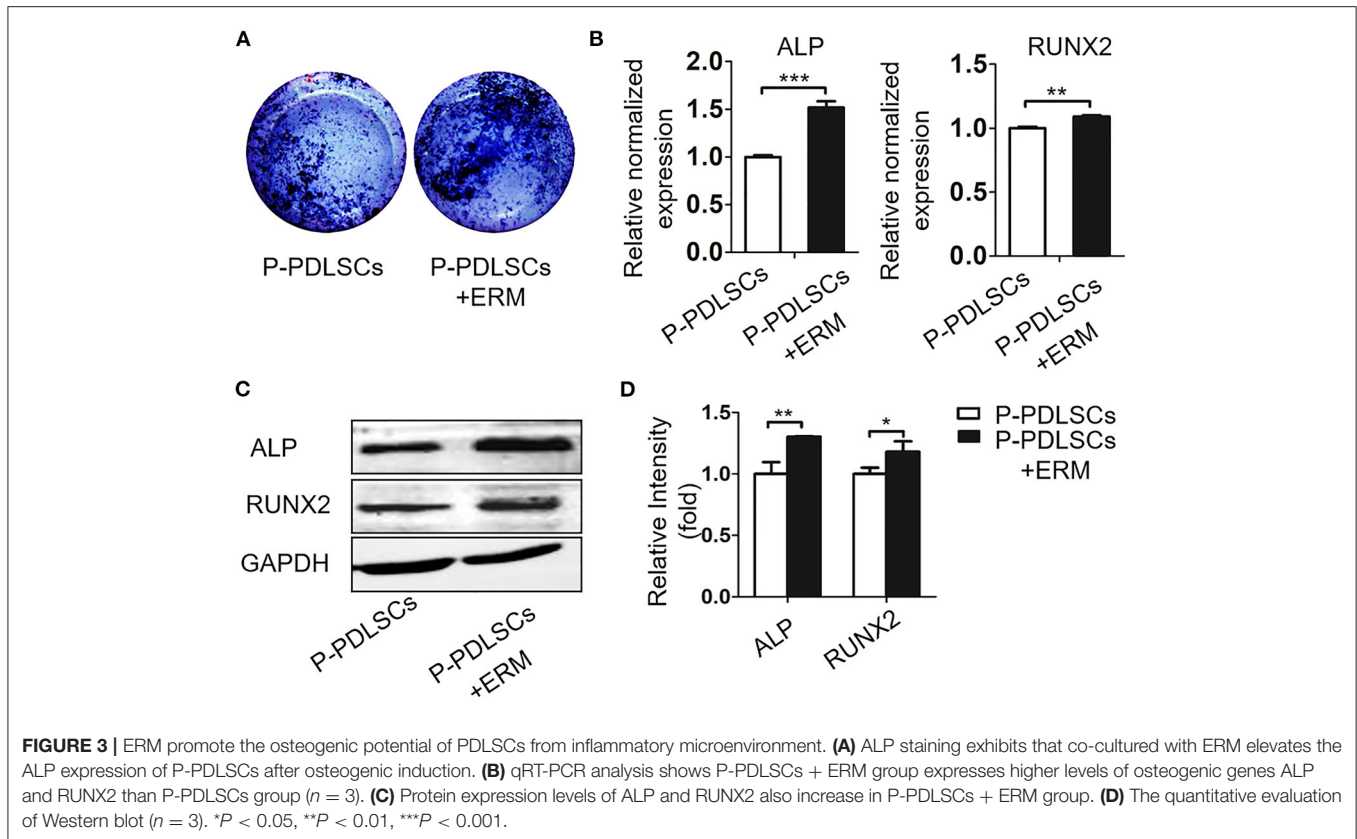 A
P-PDLSCs
P-PDLSCs
+ERM
B
ALP
Relative normalized
expression
2.0
1.5
1.0
0.5
0.0
***
P-PDLSCs
P-PDLSCs
+ERM
RUNX2
Relative normalized
expression
1.5
1.0
0.5
0.0
**
P-PDLSCs
P-PDLSCs
+ERM
C
ALP
RUNX2
GAPDH
P-PDLSCs
P-PDLSCs
+ERM
D
Relative Intensity
(fold)
1.5
1.0
0.5
0.0
**
*
ALP
RUNX2
P-PDLSCs
P-PDLSCs
+ERM
FIGURE 3 | ERM promote the osteogenic potential of PDLSCs from inflammatory microenvironment. (A) ALP staining exhibits that co-cultured with ERM elevates the
ALP expression of P-PDLSCs after osteogenic induction. (B) qRT-PCR analysis shows P-PDLSCs + ERM group expresses higher levels of osteogenic genes ALP
and RUNX2 than P-PDLSCs group (n = 3). (C) Protein expression levels of ALP and RUNX2 also increase in P-PDLSCs + ERM group. (D) The quantitative evaluation
of Western blot (n = 3). *P < 0.05, **P < 0.01, ***P < 0.001.